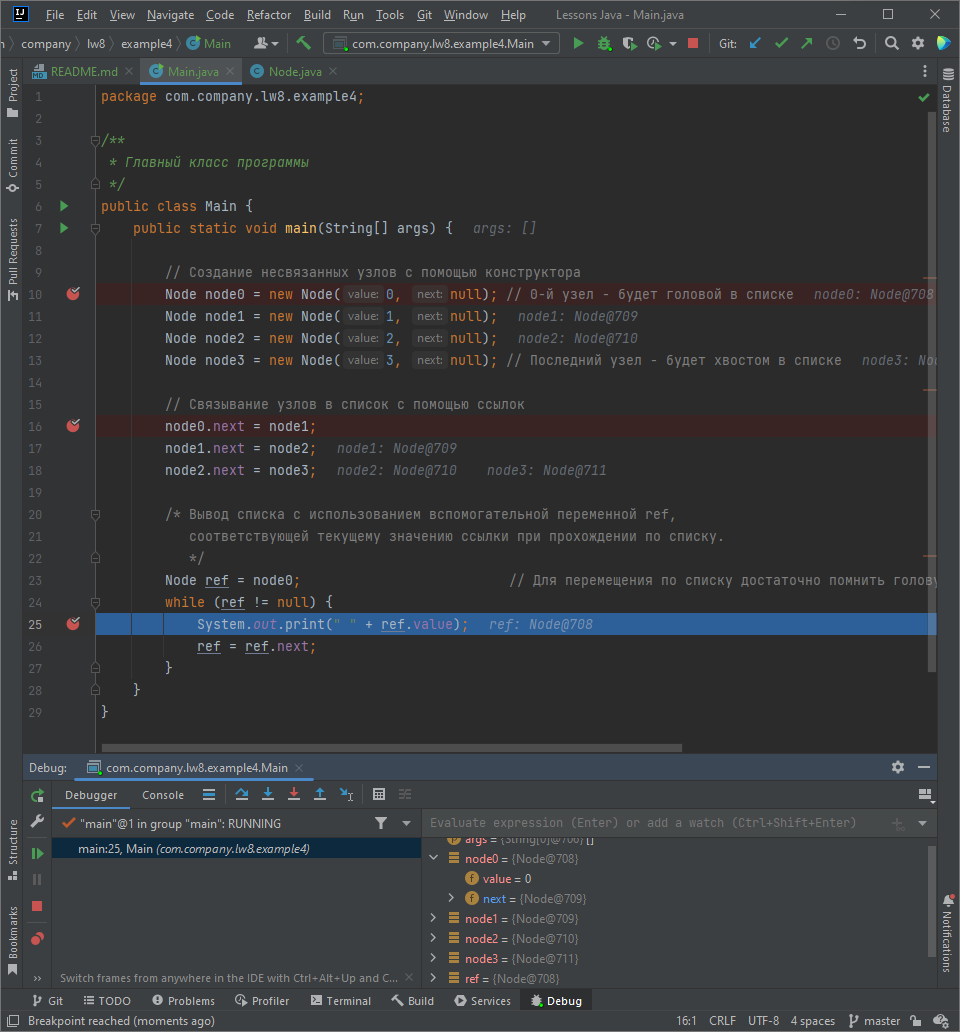 File Edit View Navigate Code Refactor Build Run Tools Git Window Help Lessons Java - Main.java
company lw8 example4 Main com.company.lw8.example4.Main Git:
README.md Main.java Node.java
Project
Commit
Pull Requests
Structure
Bookmarks
Database
Notifications
1 package com.company.lw8.example4;
2
3 /**
4 * Главный класс программы
5 */
6 public class Main {
7 public static void main(String[] args) { args: []
8
9 // Создание несвязанных узлов с помощью конструктора
10 Node node0 = new Node( value: 0, next: null); // 0-й узел - будет головой в списке node0: Node@708
11 Node node1 = new Node( value: 1, next: null); node1: Node@709
12 Node node2 = new Node( value: 2, next: null); node2: Node@710
13 Node node3 = new Node( value: 3, next: null); // Последний узел - будет хвостом в списке node3: No
14
15 // Связывание узлов в список с помощью ссылок
16 node0.next = node1;
17 node1.next = node2; node1: Node@709
18 node2.next = node3; node2: Node@710 node3: Node@711
19
20 /* Вывод списка с использованием вспомогательной переменной ref,
21 соответствующей текущему значению ссылки при прохождении по списку.
22 */
23 Node ref = node0; // Для перемещения по списку достаточно помнить голову
24 while (ref != null) {
25 System.out.print(" " + ref.value); ref: Node@708
26 ref = ref.next;
27 }
28 }
29 }
Debug: com.company.lw8.example4.Main
Debugger Console
"main"@1 in group "main": RUNNING
main:25, Main (com.company.lw8.example4)
Switch frames from anywhere in the IDE with Ctrl+Alt+Up and C...
Evaluate expression (Enter) or add a watch (Ctrl+Shift+Enter)
args = {String[0]@706} []
node0 = {Node@708}
value = 0
next = {Node@709}
node1 = {Node@709}
node2 = {Node@710}
node3 = {Node@711}
ref = {Node@708}
Git TODO Problems Profiler Terminal Build Services Debug
Breakpoint reached (moments ago) 16:1 CRLF UTF-8 4 spaces master